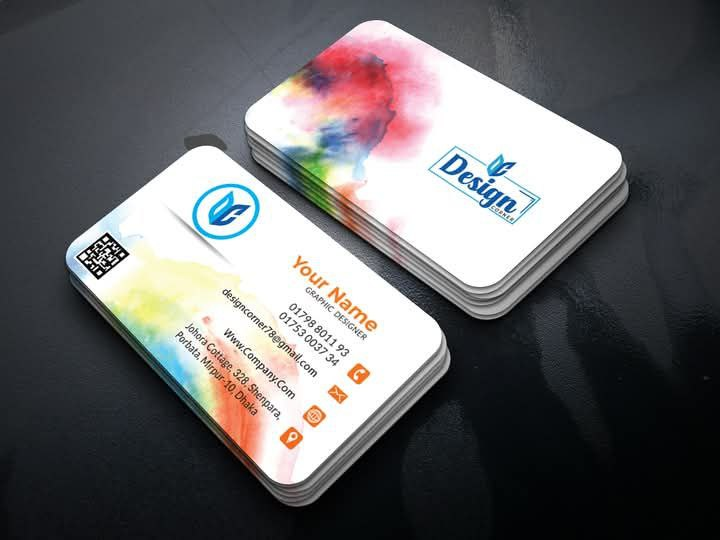 Design
CORNER
Your Name
GRAPHIC DESIGNER
01798 8011 93
01753 0037 34
designcorner78@gmail.com
Www.Company.Com
Johora Cottage, 328, Shenpara,
Porbata, Mirpur-10, Dhaka